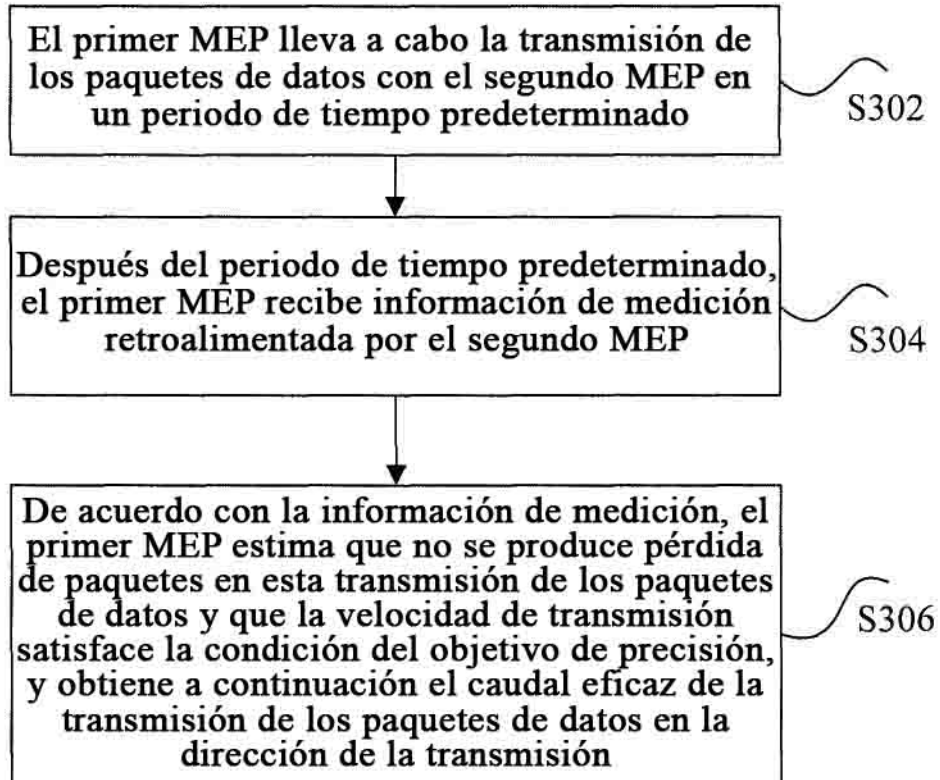 El primer MEP lleva a cabo la transmisión de
los paquetes de datos con el segundo MEP en
un periodo de tiempo predeterminado
S302
Después del periodo de tiempo predeterminado,
el primer MEP recibe información de medición
retroalimentada por el segundo MEP
S304
De acuerdo con la información de medición, el
primer MEP estima que no se produce pérdida
de paquetes en esta transmisión de los paquetes
de datos y que la velocidad de transmisión
satisface la condición del objetivo de precisión,
y obtiene a continuación el caudal eficaz de la
transmisión de los paquetes de datos en la
dirección de la transmisión
S306